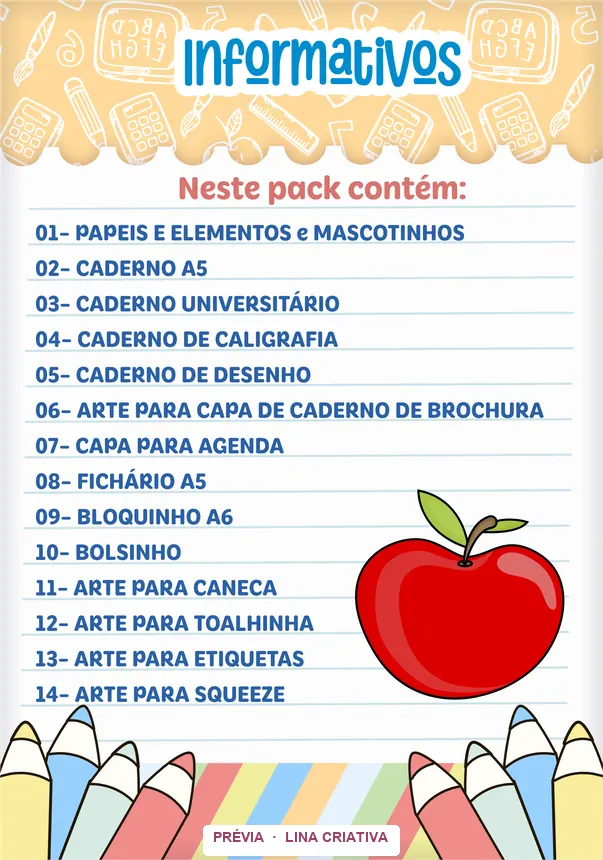 Informativos
Neste pack contém:
01- PAPEIS E ELEMENTOS e MASCOTINHOS
02- CADERNO A5
03- CADERNO UNIVERSITÁRIO
04- CADERNO DE CALIGRAFIA
05- CADERNO DE DESENHO
06- ARTE PARA CAPA DE CADERNO DE BROCHURA
07- CAPA PARA AGENDA
08- FICHÁRIO A5
09- BLOQUINHO A6
10- BOLSINHO
11- ARTE PARA CANECA
12- ARTE PARA TOALHINHA
13- ARTE PARA ETIQUETAS
14- ARTE PARA SQUEEZE
PRÉVIA · LINA CRIATIVA